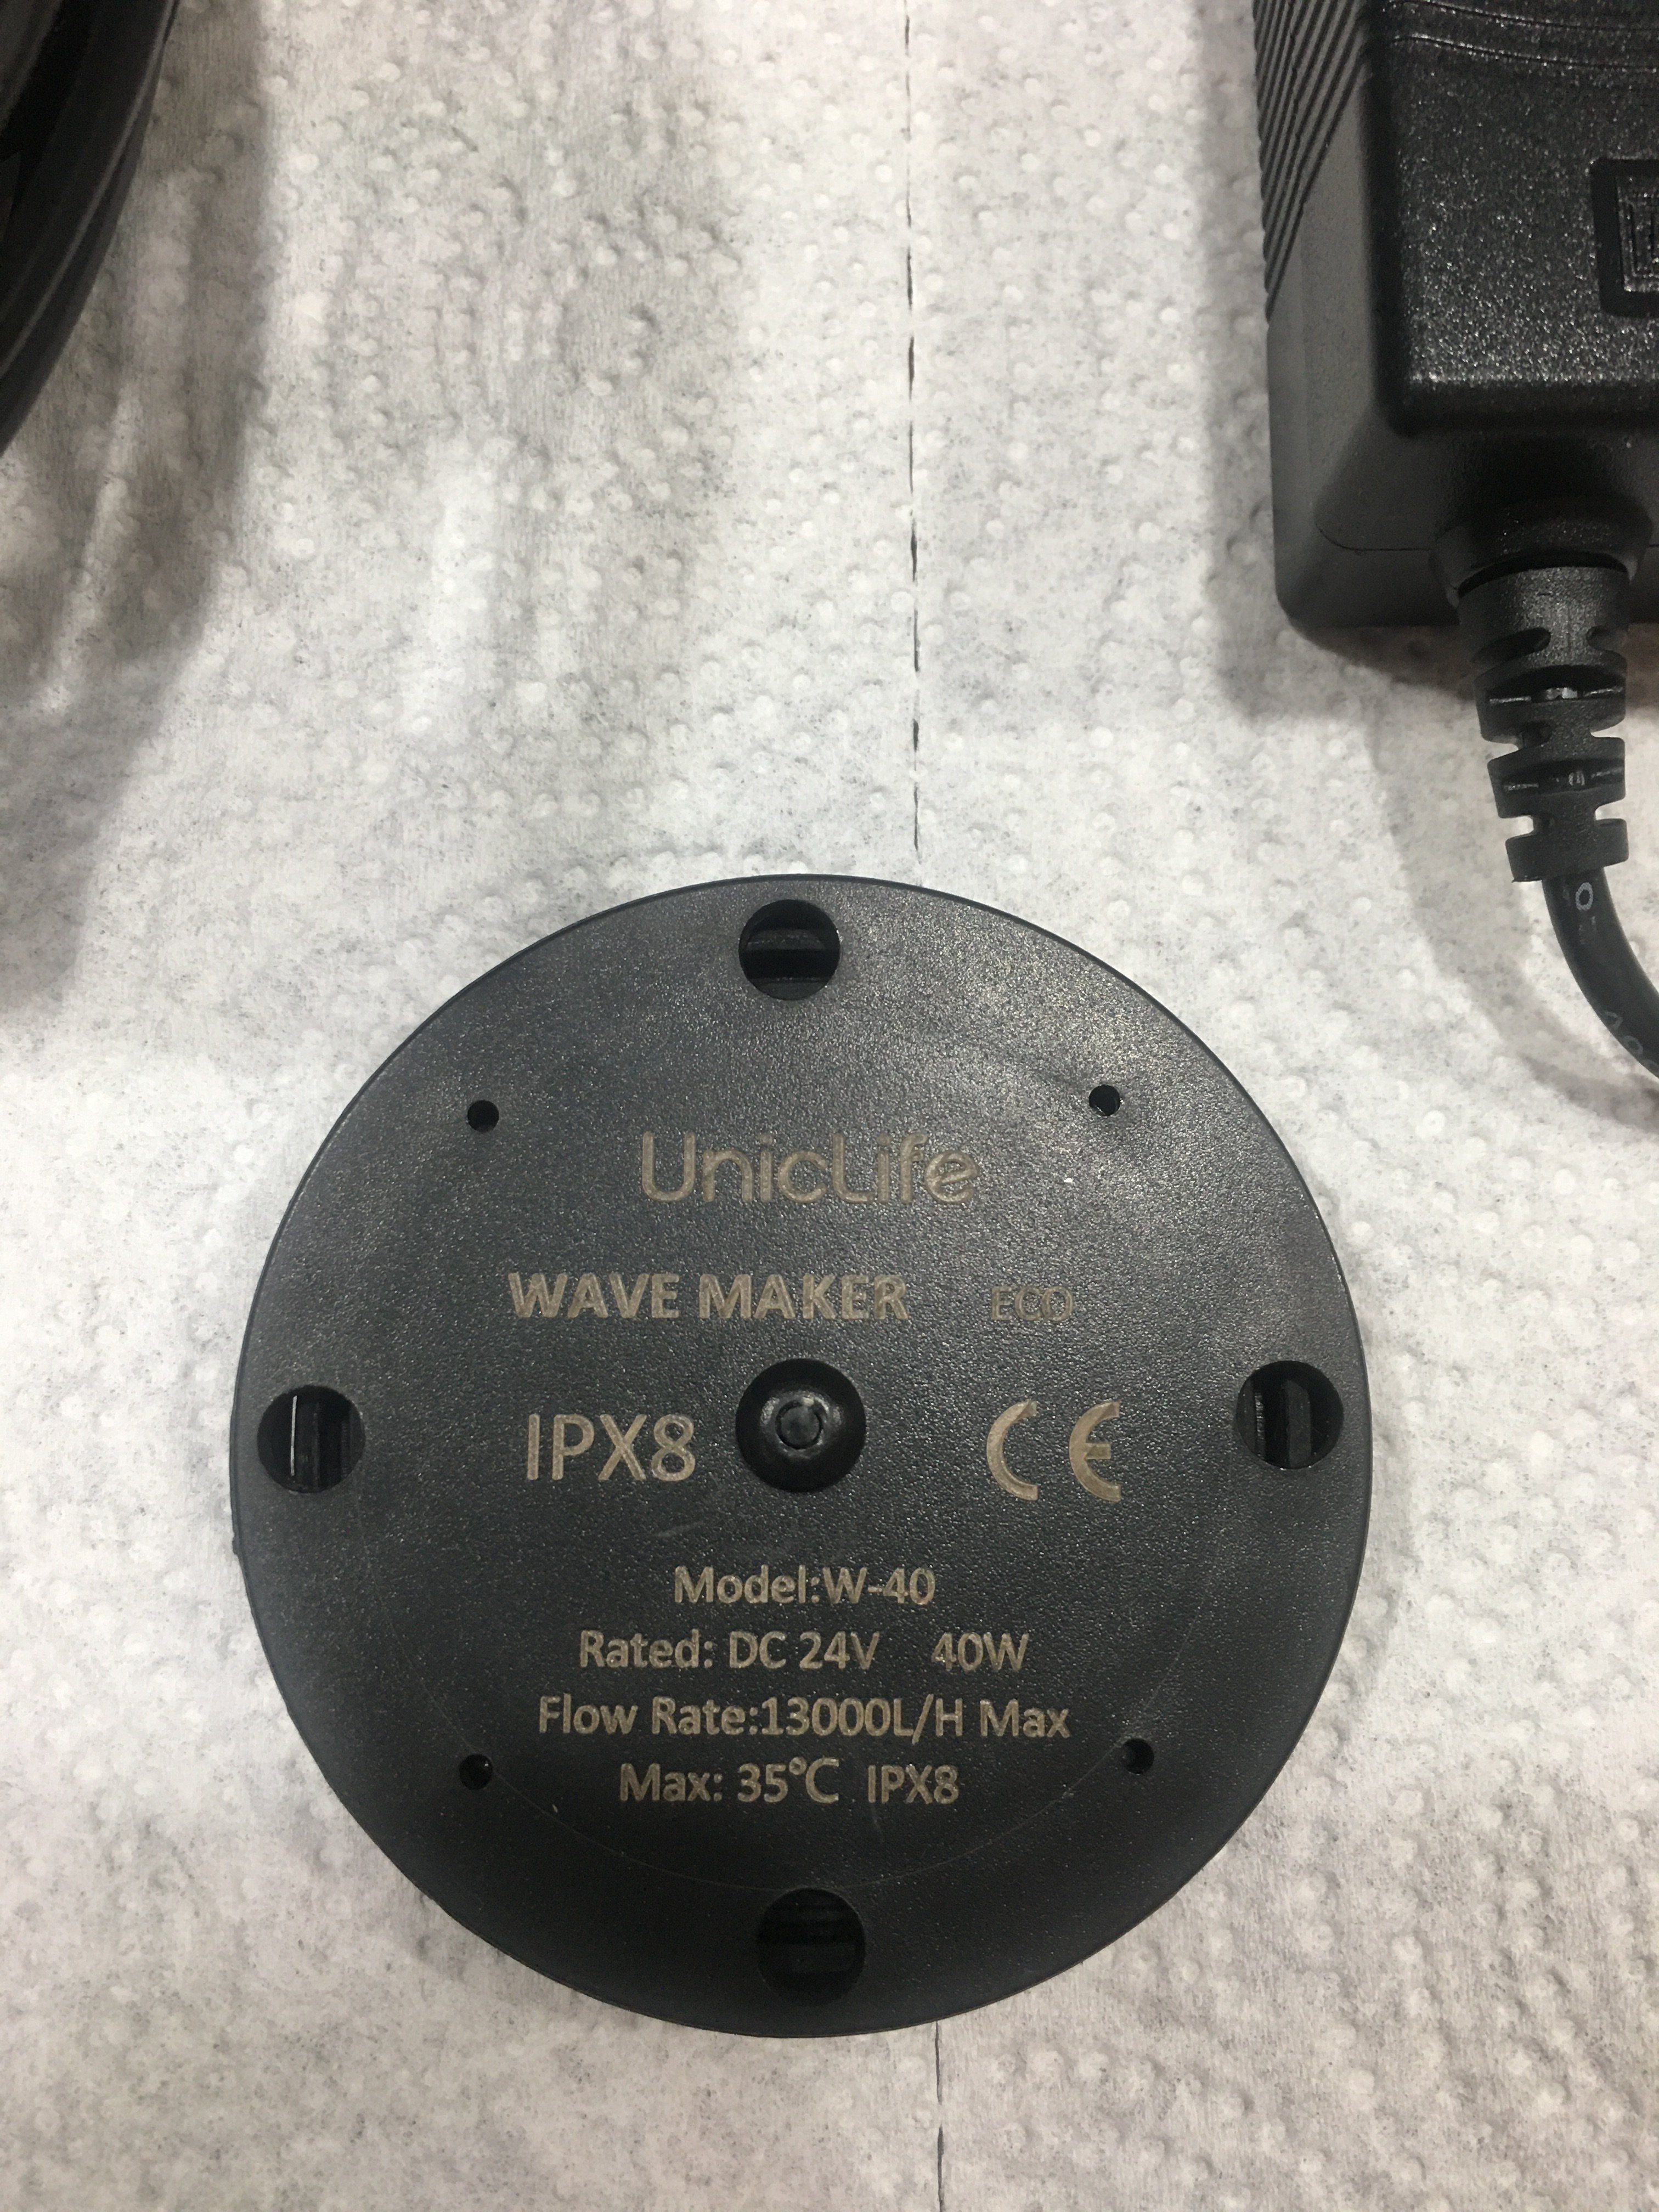 UnicLife
WAVE MAKER ECO
IPX8 CE
Model:W-40
Rated: DC 24V 40W
Flow Rate:13000L/H Max
Max: 35℃ IPX8